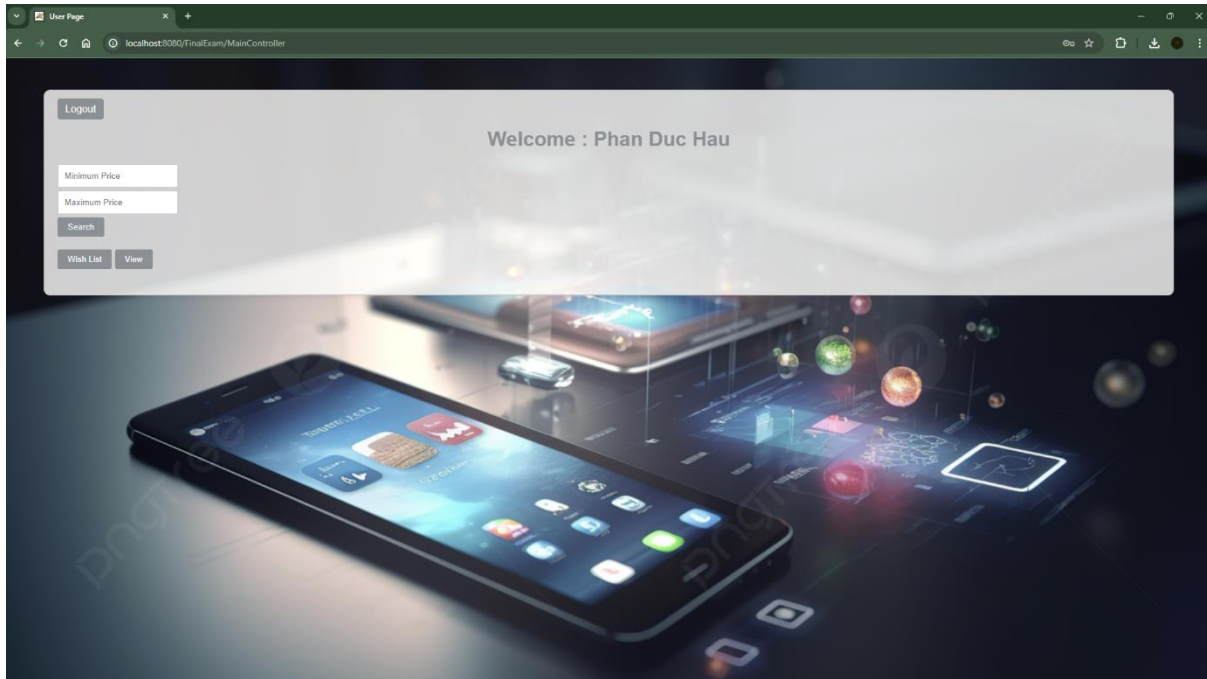 User Page
localhost:8080/FinalExam/MainController
Logout
Welcome : Phan Duc Hau
Minimum Price
Maximum Price
Search
Wish List View
pngtree